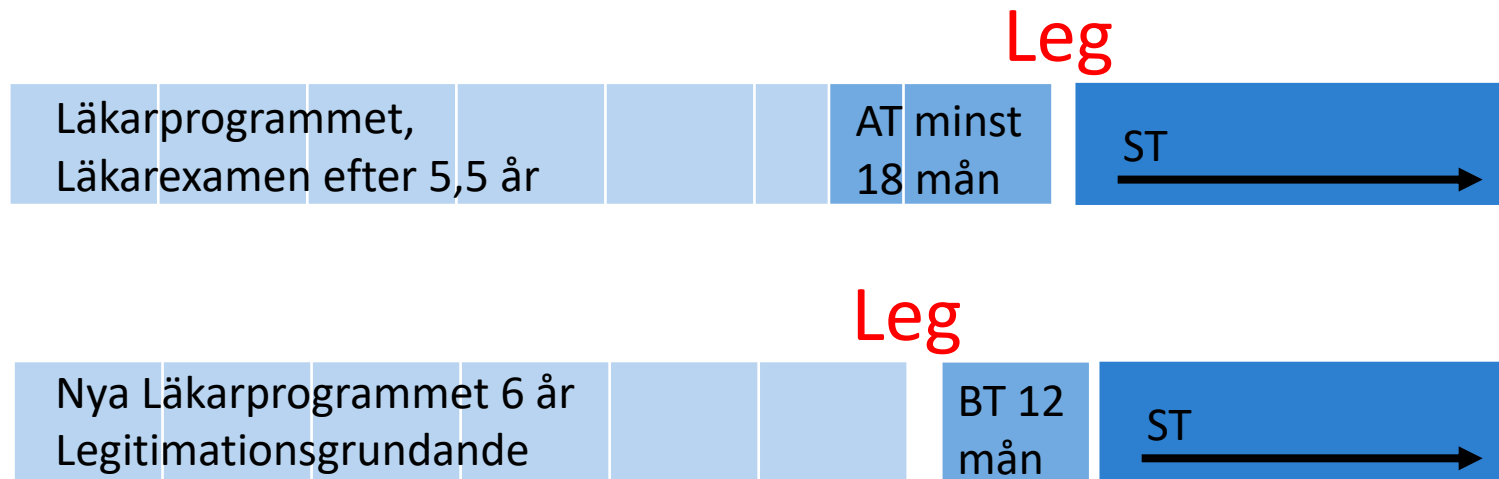 Leg
Läkarprogrammet,
Läkarexamen efter 5,5 år
AT minst
18 mån
ST
Leg
Nya Läkarprogrammet 6 år
Legitimationsgrundande
BT 12
mån
ST